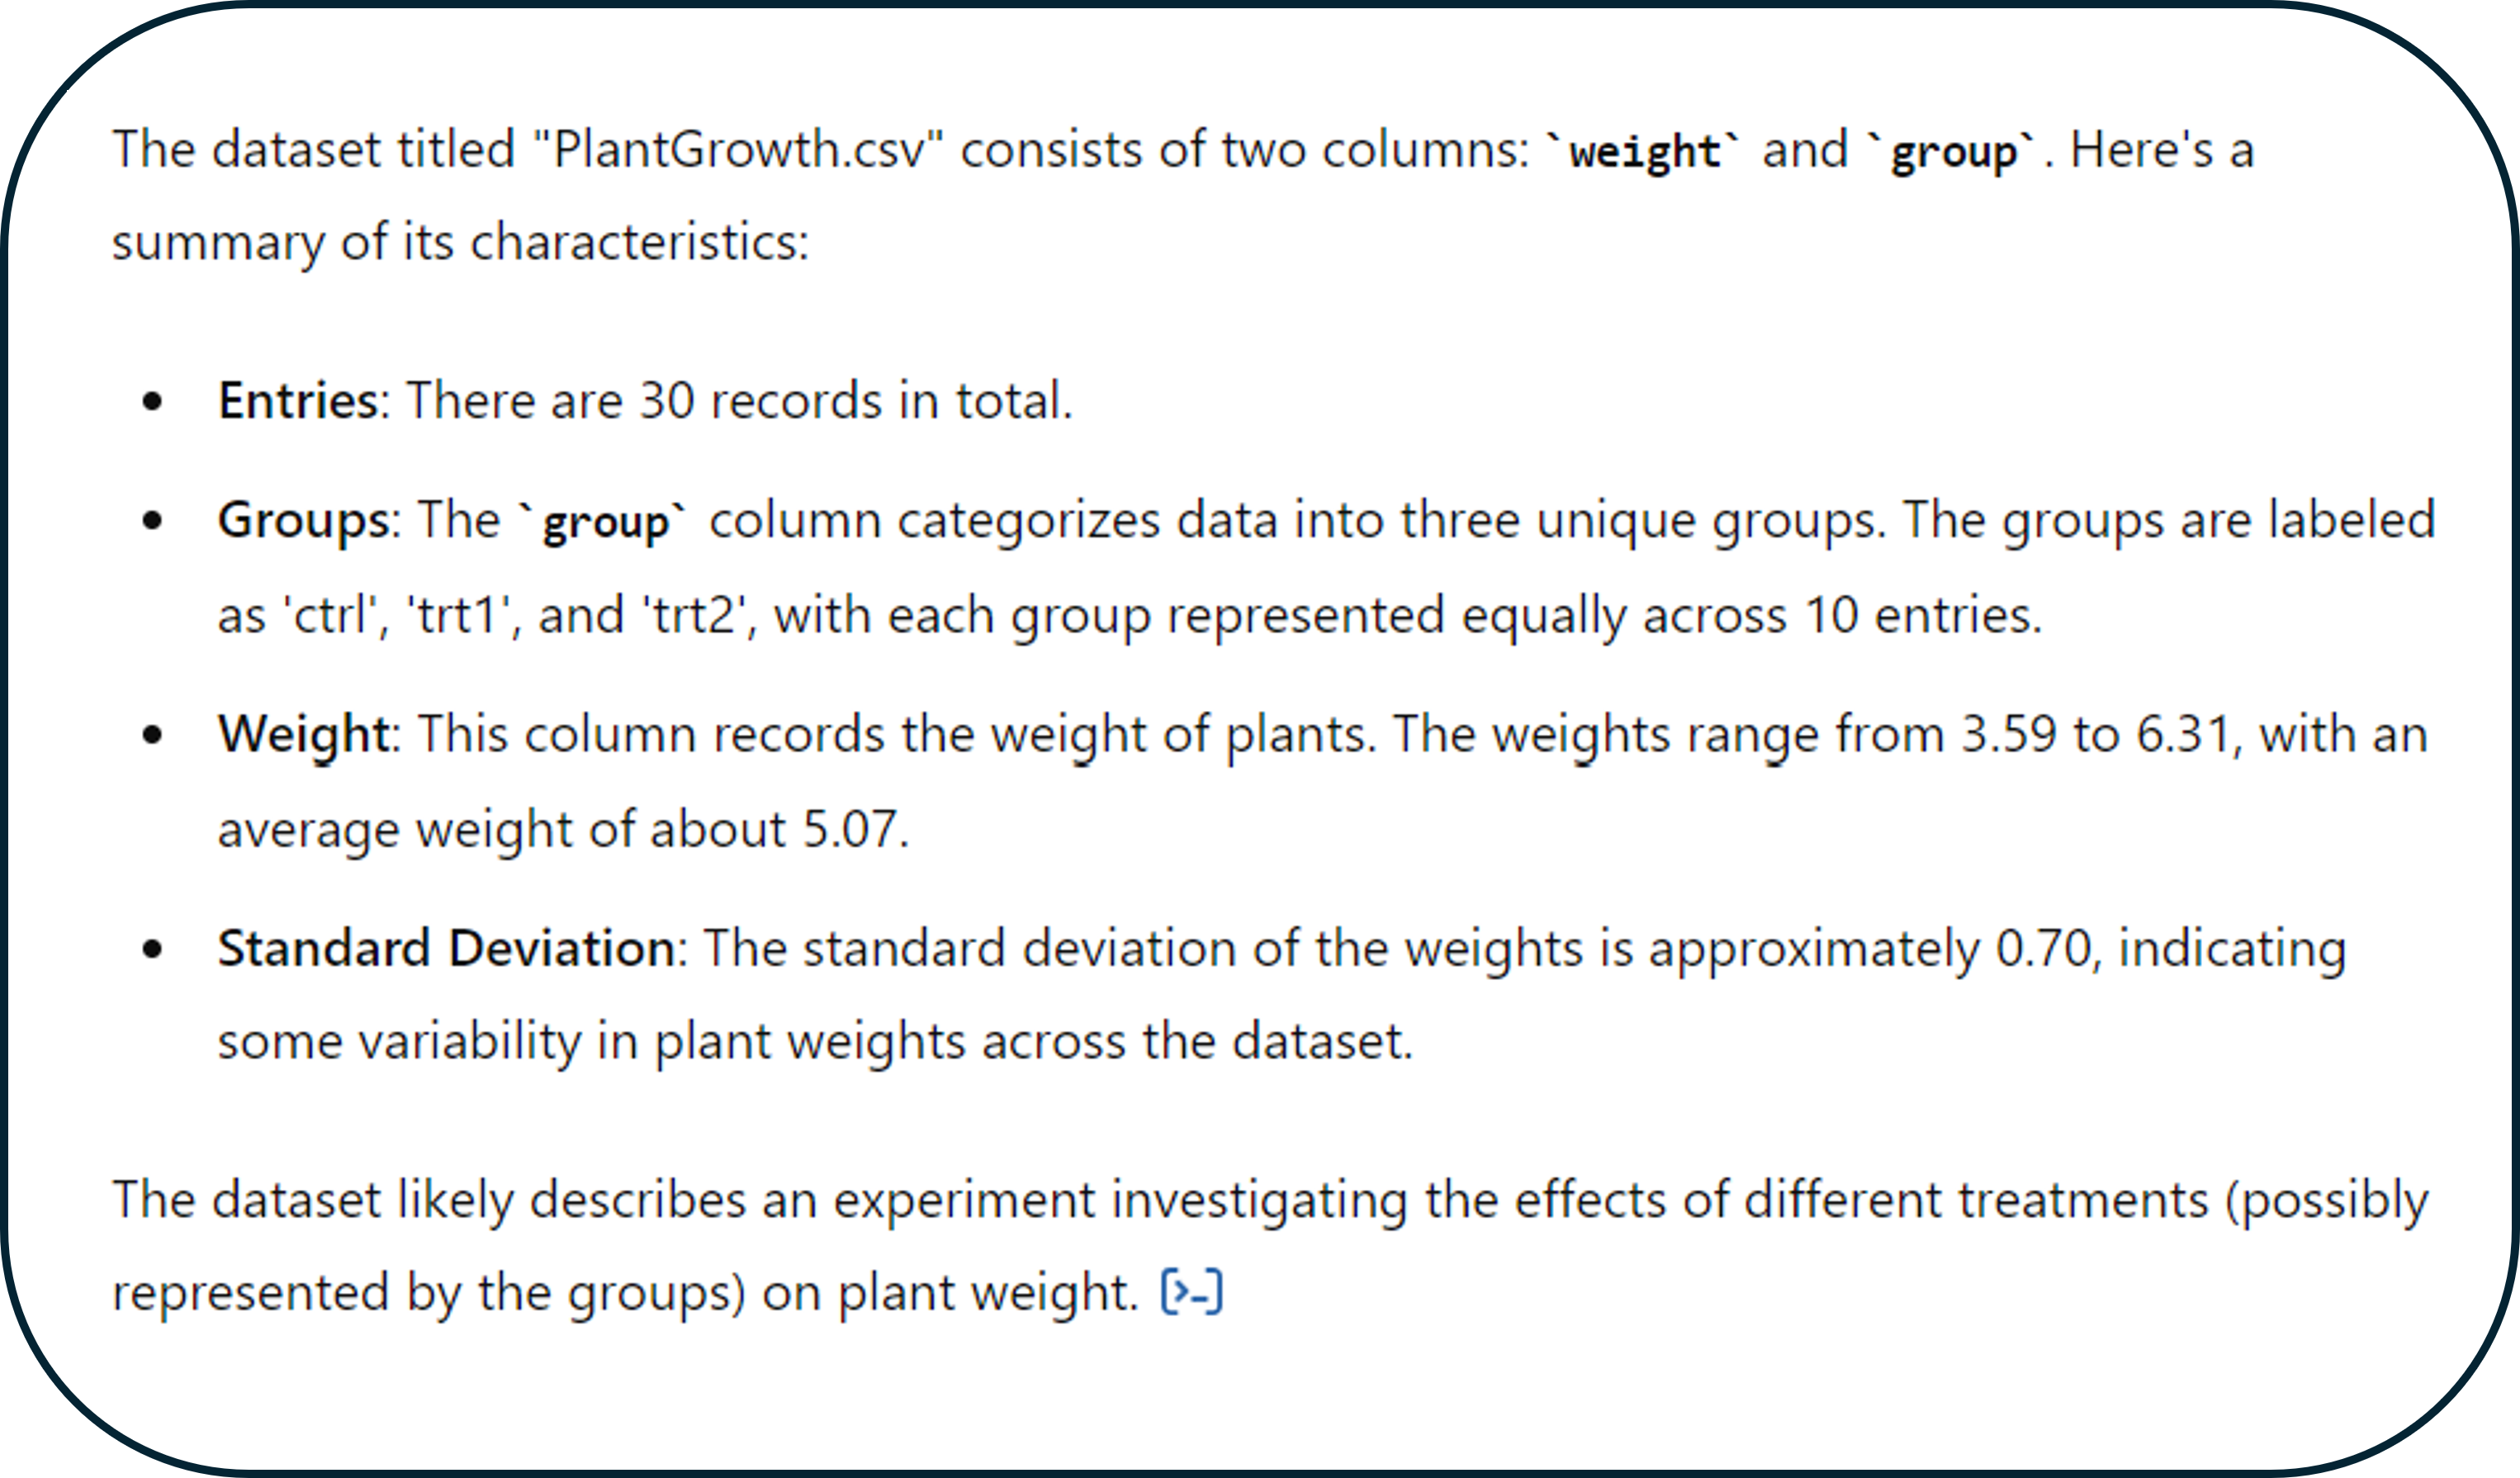 The dataset titled "PlantGrowth.csv" consists of two columns: `weight` and `group`. Here's a
summary of its characteristics:
• Entries: There are 30 records in total.
• Groups: The `group` column categorizes data into three unique groups. The groups are labeled
as 'ctrl', 'trt1', and 'trt2', with each group represented equally across 10 entries.
• Weight: This column records the weight of plants. The weights range from 3.59 to 6.31, with an
average weight of about 5.07.
• Standard Deviation: The standard deviation of the weights is approximately 0.70, indicating
some variability in plant weights across the dataset.
The dataset likely describes an experiment investigating the effects of different treatments (possibly
represented by the groups) on plant weight. [>-]